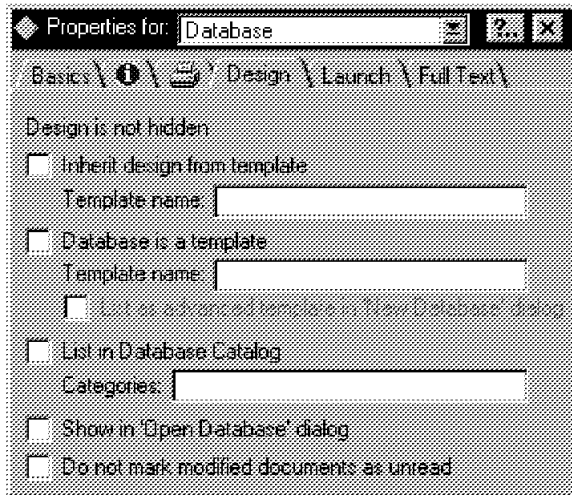 Properties for: Database ?..
Basics Design Launch Full Text
Design is not hidden
Inherit design from template
Template name:
Database is a template
Template name:
List as advanced template in 'New Database' dialog
List in Database Catalog
Categories:
Show in 'Open Database' dialog
Do not mark modified documents as unread